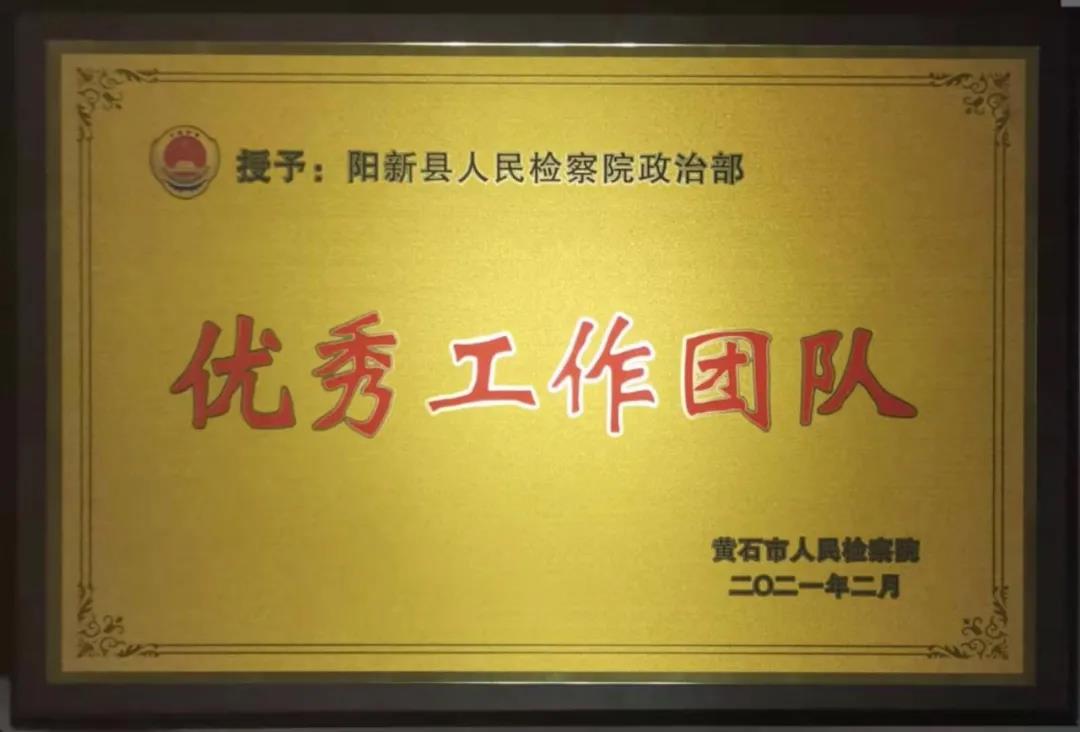 授予：阳新县人民检察院政治部
优秀工作团队
黄石市人民检察院
二〇二一年二月